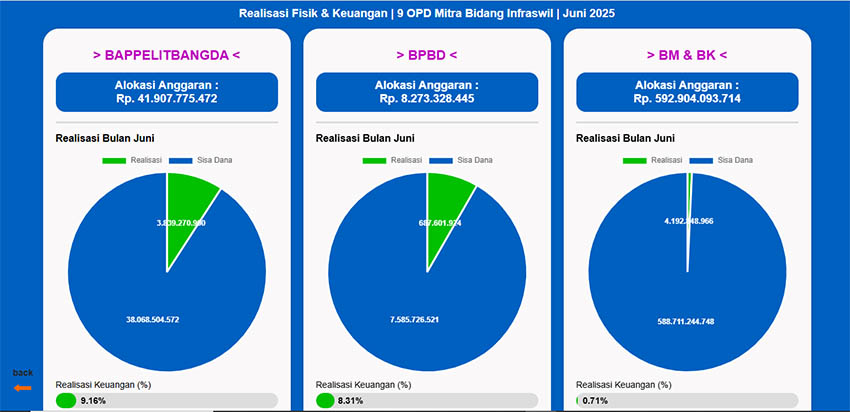 Realisasi Fisik & Keuangan | 9 OPD Mitra Bidang Infraswil | Juni 2025
> BAPPELITBANGDA <
Alokasi Anggaran :
Rp. 41.907.775.472
Realisasi Bulan Juni
Realisasi Sisa Dana
3.839.270.900
38.068.504.572
Realisasi Keuangan (%)
9.16%
> BPBD <
Alokasi Anggaran :
Rp. 8.273.328.445
Realisasi Bulan Juni
Realisasi Sisa Dana
687.601.924
7.585.726.521
Realisasi Keuangan (%)
8.31%
> BM & BK <
Alokasi Anggaran :
Rp. 592.904.093.714
Realisasi Bulan Juni
Realisasi Sisa Dana
4.192.848.966
588.711.244.748
Realisasi Keuangan (%)
0.71%
back